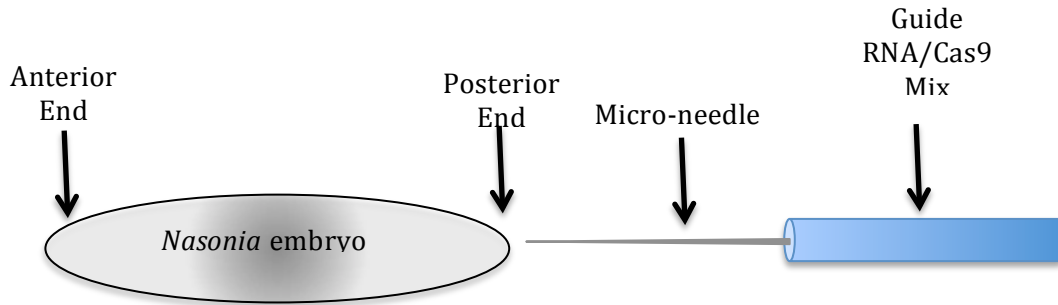 Anterior
End
Posterior
End
Micro-needle
Guide
RNA/Cas9
Mix
Nasonia embryo